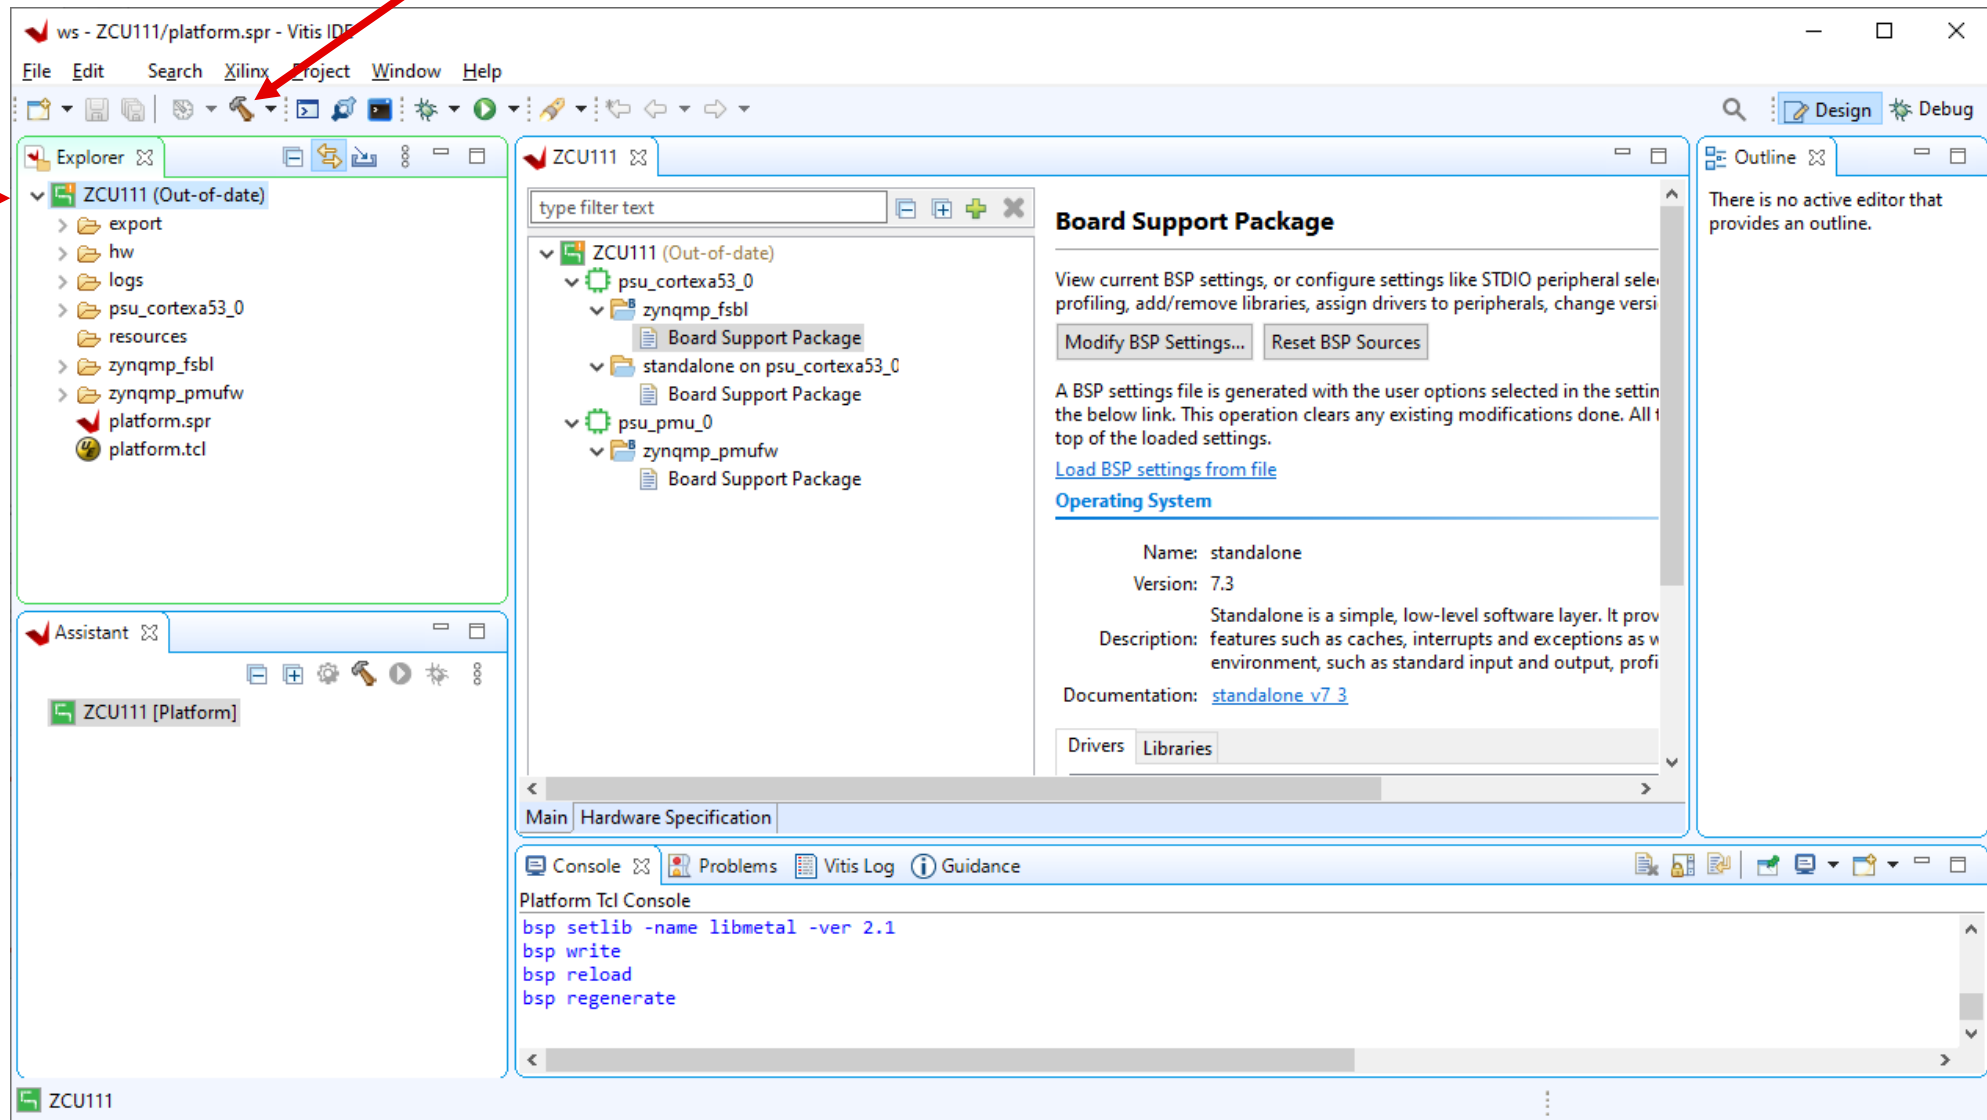 ws - ZCU111/platform.spr - Vitis IDE
File Edit Search Xilinx Project Window Help
Design Debug
Explorer
ZCU111 (Out-of-date)
export
hw
logs
psu_cortexa53_0
resources
zynqmp_fsbl
zynqmp_pmufw
platform.spr
platform.tcl
Assistant
ZCU111 [Platform]
ZCU111
type filter text
ZCU111 (Out-of-date)
psu_cortexa53_0
zynqmp_fsbl
Board Support Package
standalone on psu_cortexa53_0
Board Support Package
psu_pmu_0
zynqmp_pmufw
Board Support Package
Board Support Package
View current BSP settings, or configure settings like STDIO peripheral sele
profiling, add/remove libraries, assign drivers to peripherals, change versi
Modify BSP Settings... Reset BSP Sources
A BSP settings file is generated with the user options selected in the settin
the below link. This operation clears any existing modifications done. All
top of the loaded settings.
Load BSP settings from file
Operating System
Name: standalone
Version: 7.3
Standalone is a simple, low-level software layer. It prov
Description: features such as caches, interrupts and exceptions as w
environment, such as standard input and output, profi
Documentation: standalone_v7_3
Drivers Libraries
Main Hardware Specification
Outline
There is no active editor that
provides an outline.
Console Problems Vitis Log Guidance
Platform Tcl Console
bsp setlib -name libmetal -ver 2.1
bsp write
bsp reload
bsp regenerate
ZCU111